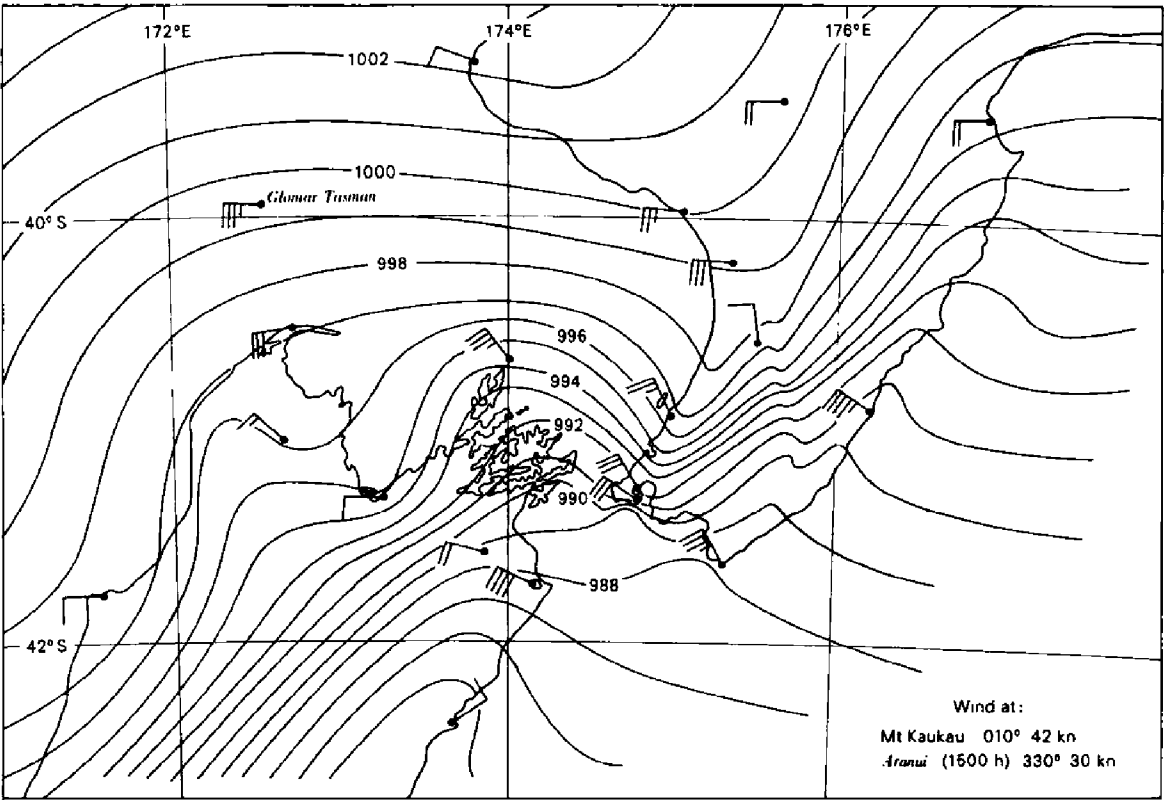 172°E 174°E 176°E
1002
1000
Glomar Tasman
40° S
998
996
994
992
990
988
42° S
Wind at:
Mt Kaukau 010° 42 kn
Aranui (1500 h) 330° 30 kn